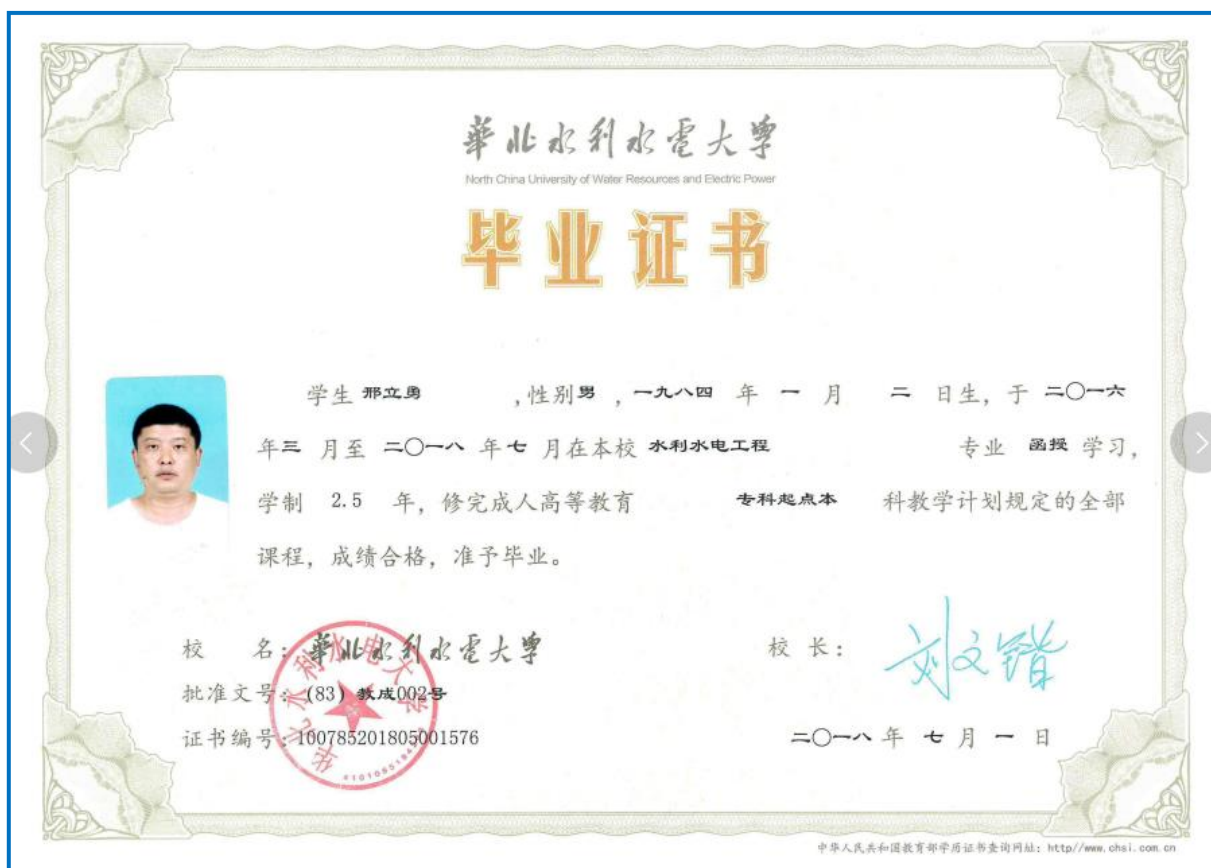 華北水利水電大學
North China University of Water Resources and Electric Power
毕业证书
学生 邢立勇 ,性别男 ,一九八四 年 一 月 二 日生，于 二〇一六
年三 月至 二〇一八 年七 月在本校 水利水电工程 专业 函授 学习，
学制 2.5 年，修完成人高等教育 专科起点本 科教学计划规定的全部
课程，成绩合格，准予毕业。
校 名：華北水利水電大學 校 长： 刘文锴
批准文号：(83) 教成002号
证书编号：100785201805001576 二〇一八 年 七 月 一 日
华北水利水电大学
中华人民共和国教育部学历证书查询网址：http//www.chsi.com.cn